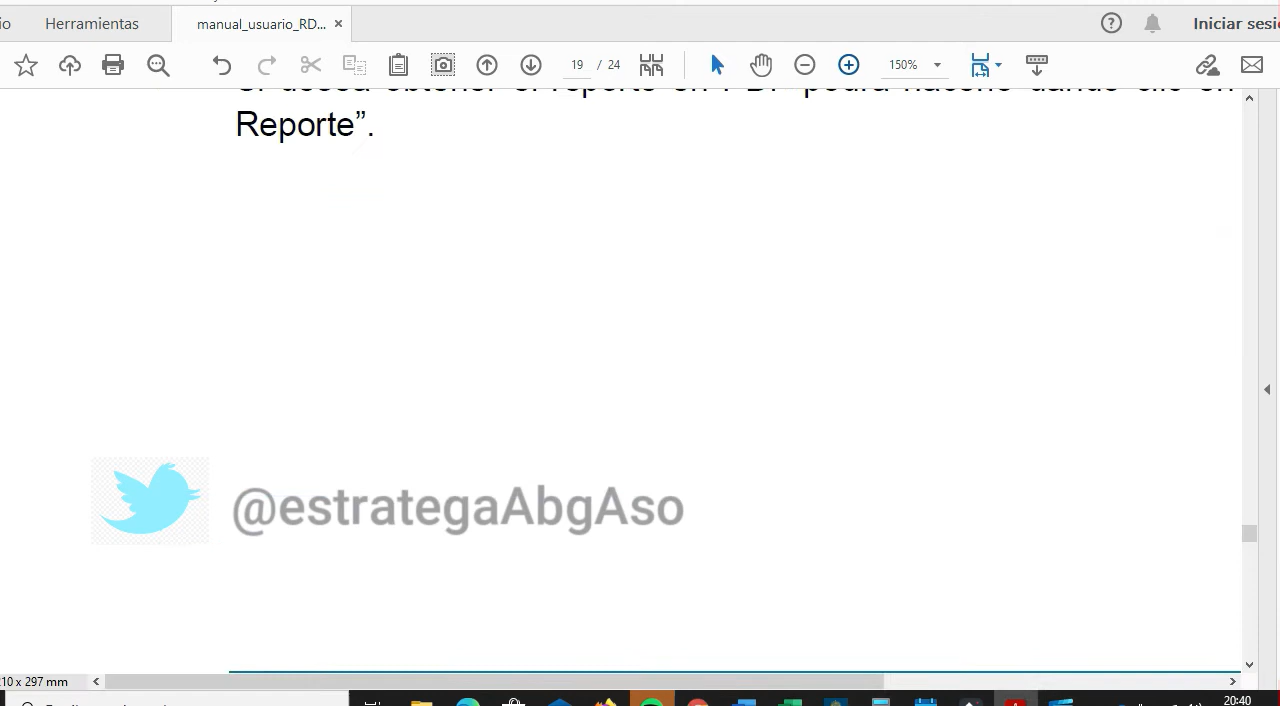 Herramientas
manual_usuario_RD... ×
Iniciar sesi
19 / 24
150%
Reporte”.
@estrategaAbgAso
10 x 297 mm
20:40